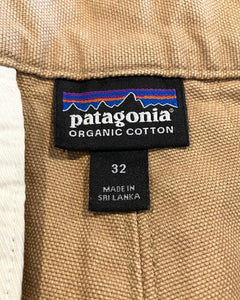 patagonia
ORGANIC COTTON
32
MADE IN
SRI LANKA